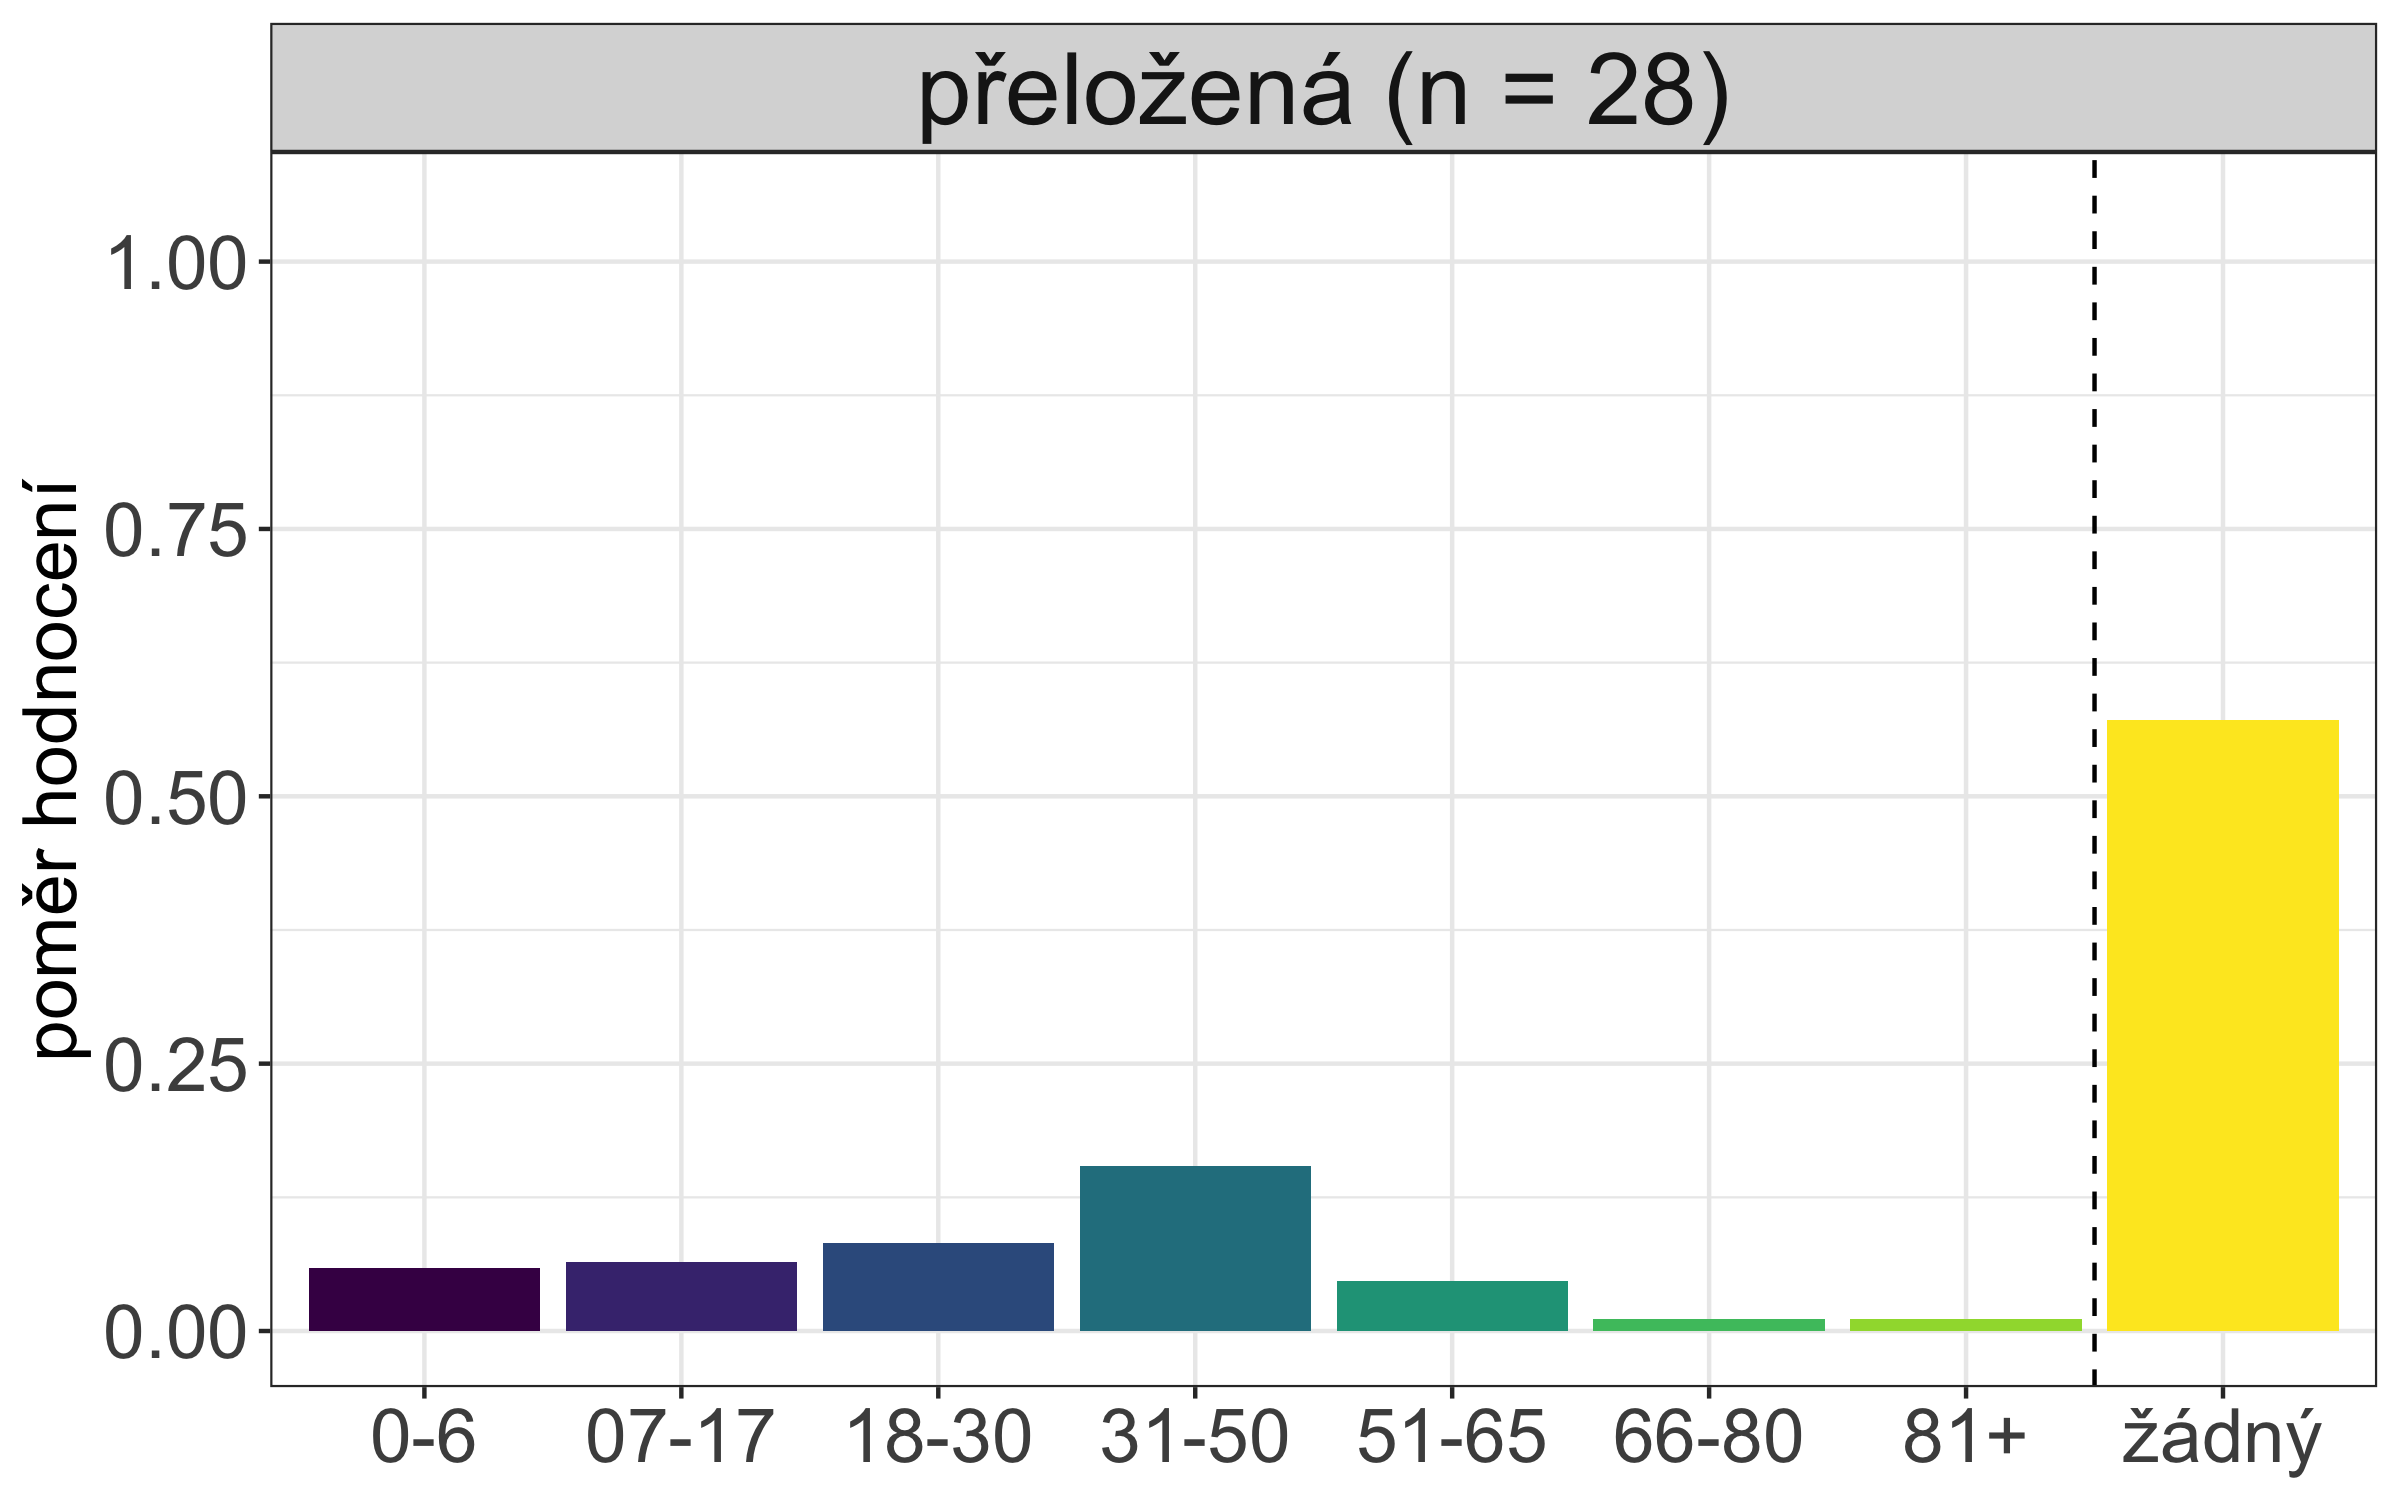 přeložená (n = 28)
poměr hodnocení
1.00
0.75
0.50
0.25
0.00
0-6 07-17 18-30 31-50 51-65 66-80 81+ žádný